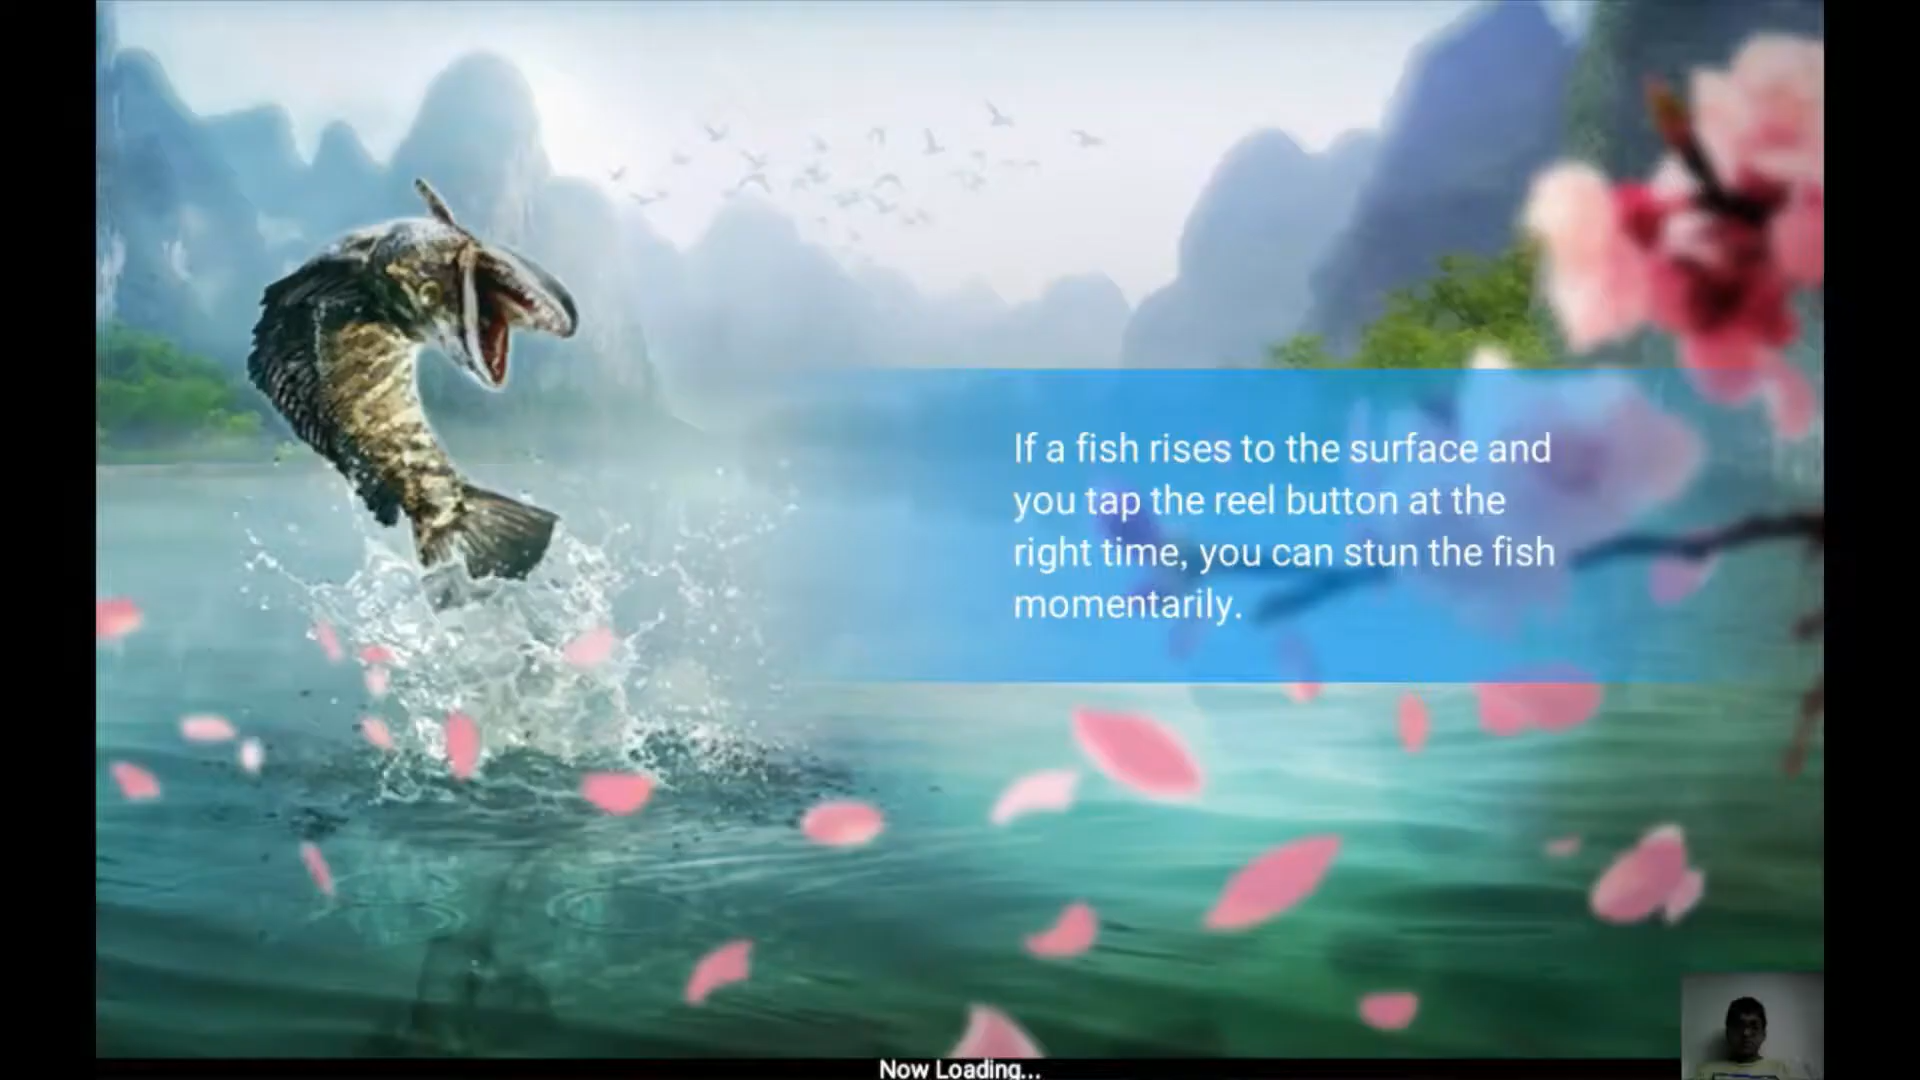 If a fish rises to the surface and
you tap the reel button at the
right time, you can stun the fish
momentarily.
Now Loading...